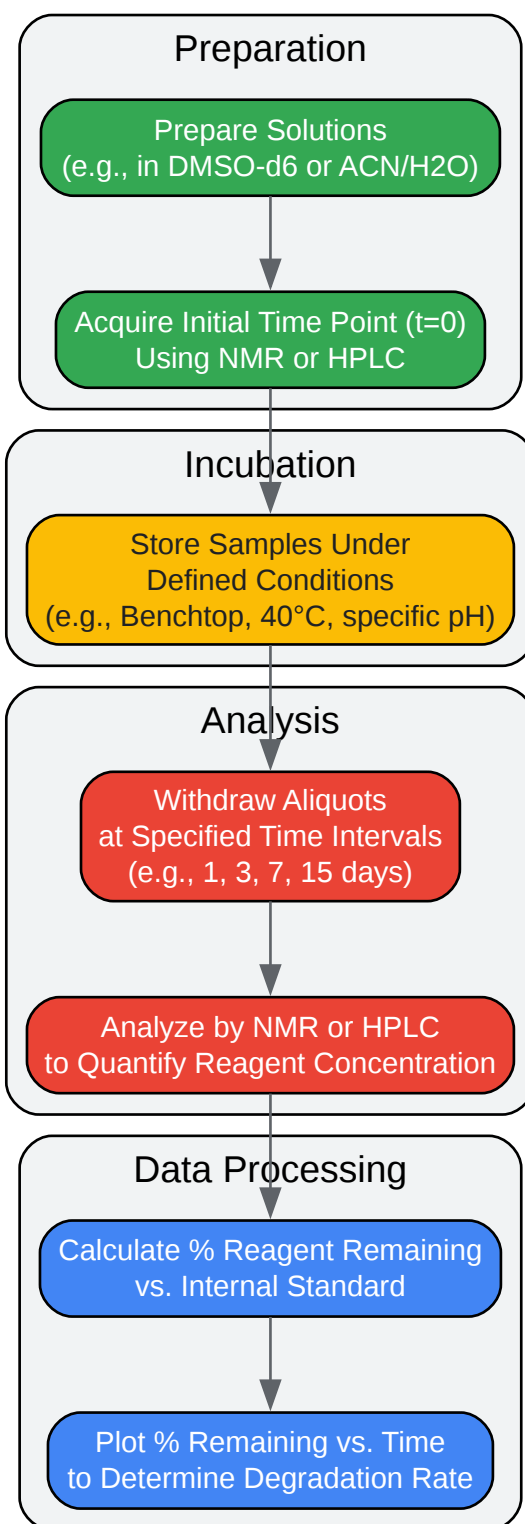 Preparation
Prepare Solutions
(e.g., in DMSO-d6 or ACN/H2O)
Acquire Initial Time Point (t=0)
Using NMR or HPLC
Incubation
Store Samples Under
Defined Conditions
(e.g., Benchtop, 40°C, specific pH)
Analysis
Withdraw Aliquots
at Specified Time Intervals
(e.g., 1, 3, 7, 15 days)
Analyze by NMR or HPLC
to Quantify Reagent Concentration
Data Processing
Calculate % Reagent Remaining
vs. Internal Standard
Plot % Remaining vs. Time
to Determine Degradation Rate